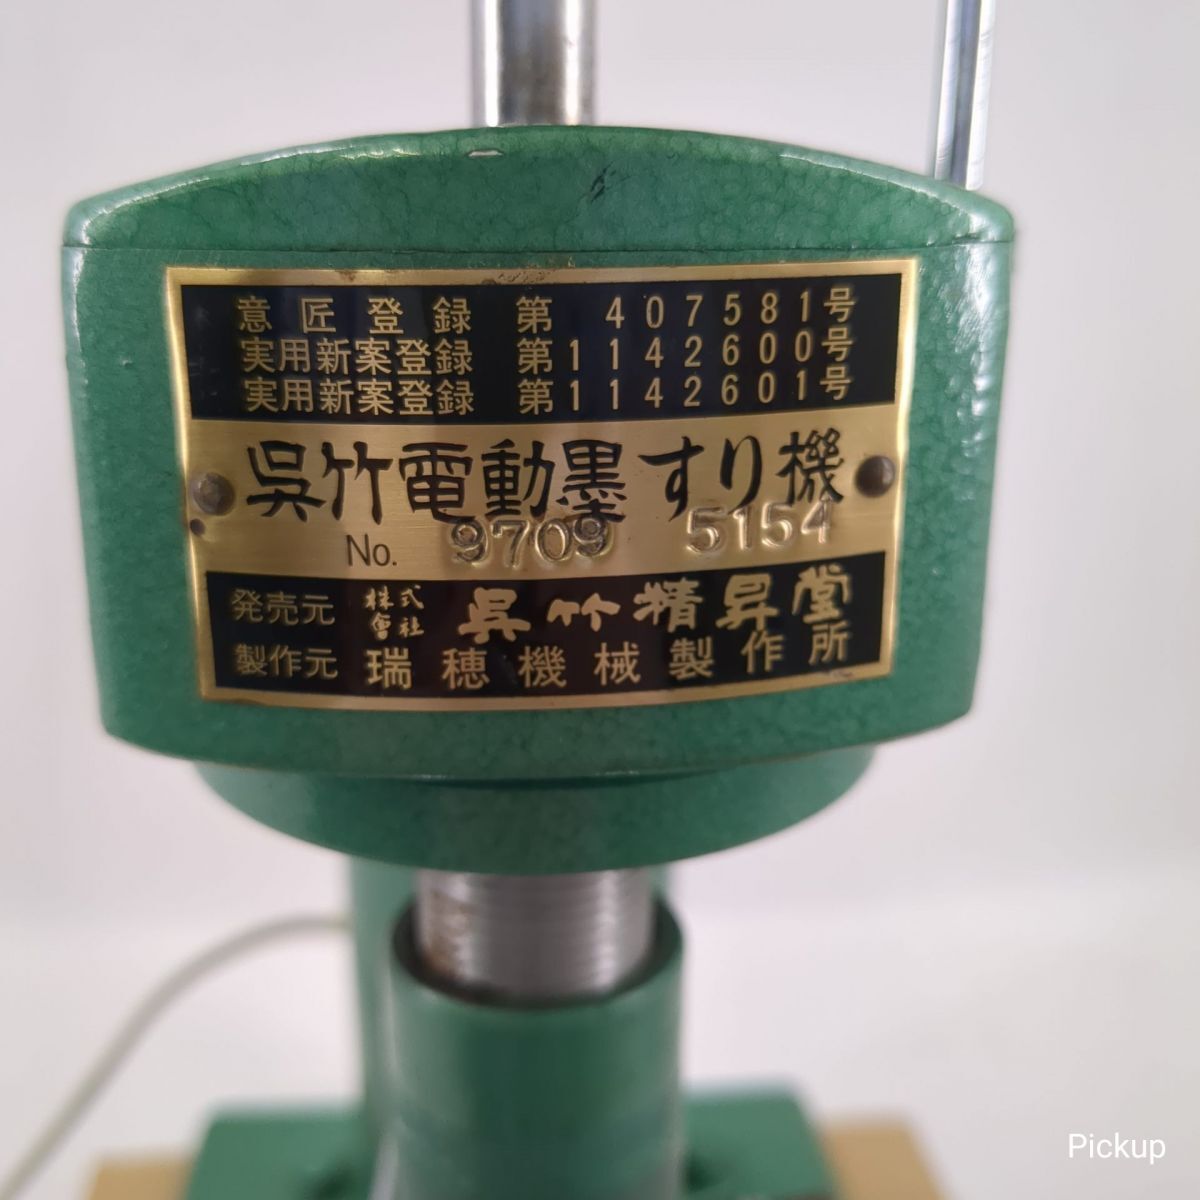 意匠登録 第 407581号
実用新案登録 第1142600号
実用新案登録 第1142601号
呉竹電動墨すり機
No. 9709 5154
発売元 株式會社 呉竹精昇堂
製作元 瑞穂機械製作所
Pickup